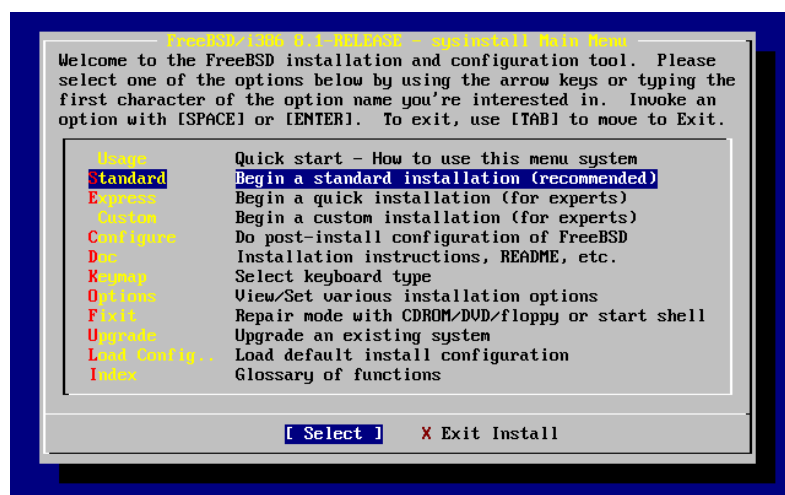 FreeBSD/i386 8.1-RELEASE - sysinstall Main Menu
Welcome to the FreeBSD installation and configuration tool.  Please
select one of the options below by using the arrow keys or typing the
first character of the option name you're interested in.  Invoke an
option with [SPACE] or [ENTER].  To exit, use [TAB] to move to Exit.
Usage Quick start - How to use this menu system
Standard Begin a standard installation (recommended)
Express Begin a quick installation (for experts)
Custom Begin a custom installation (for experts)
Configure Do post-install configuration of FreeBSD
Doc Installation instructions, README, etc.
Keymap Select keyboard type
Options View/Set various installation options
Fixit Repair mode with CDROM/DVD/floppy or start shell
Upgrade Upgrade an existing system
Load Config.. Load default install configuration
Index Glossary of functions
[ Select ] X Exit Install